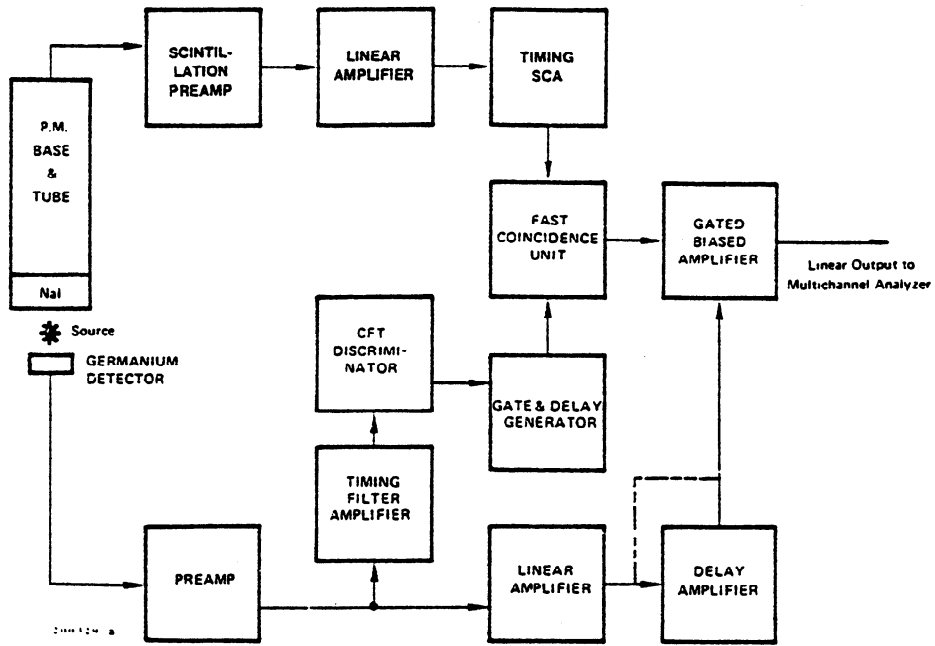 SCINTIL-
LATION
PREAMP
LINEAR
AMPLIFIER
TIMING
SCA
P.M.
BASE
&
TUBE
NaI
FAST
COINCIDENCE
UNIT
GATED
BIASED
AMPLIFIER
Linear Output to
Multichannel Analyzer
Source
GERMANIUM
DETECTOR
CFT
DISCRIMI-
NATOR
GATE & DELAY
GENERATOR
TIMING
FILTER
AMPLIFIER
PREAMP
LINEAR
AMPLIFIER
DELAY
AMPLIFIER